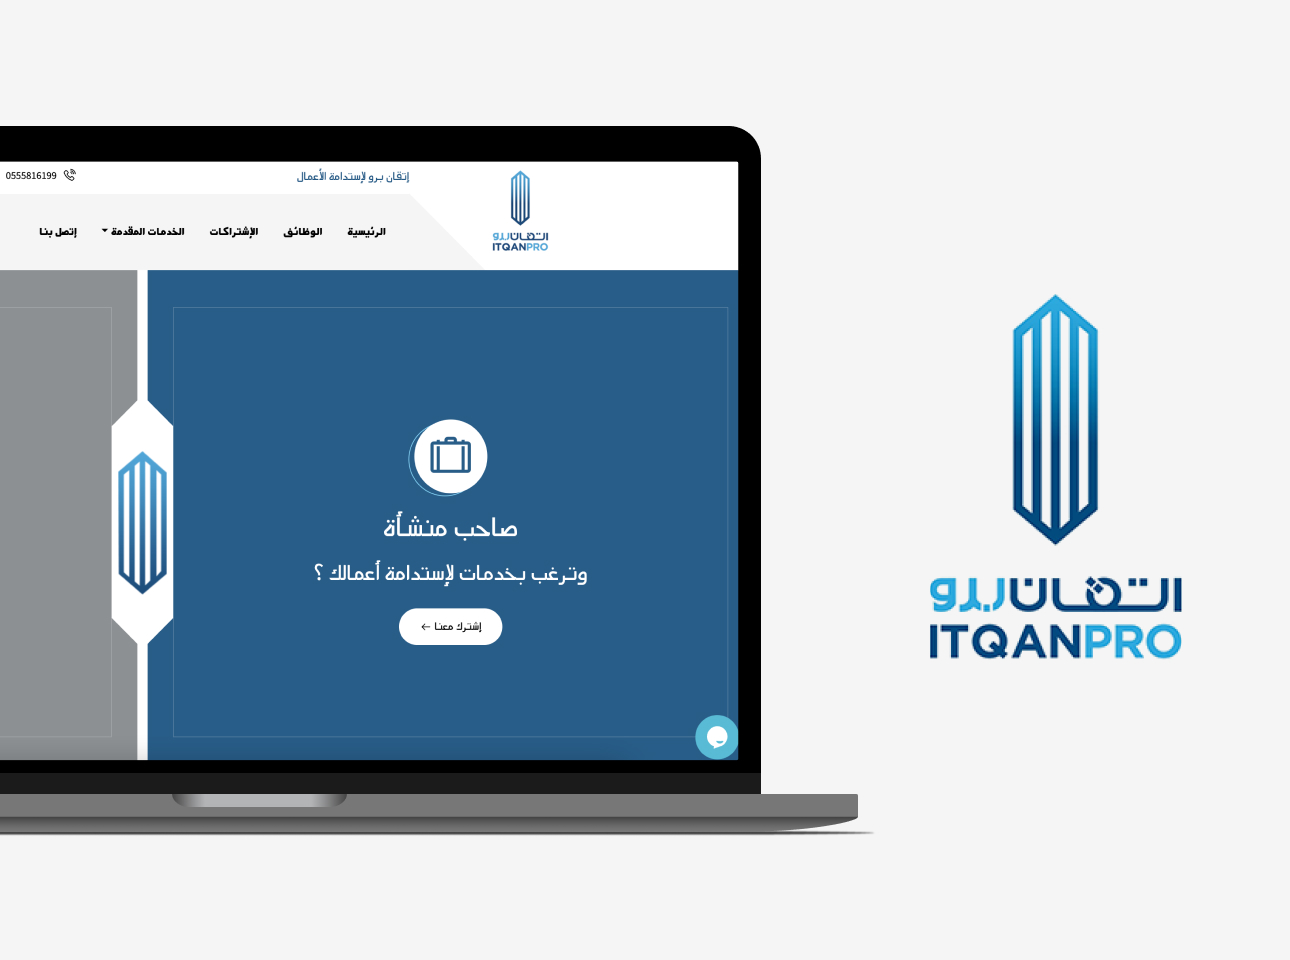 إتقان برو لإستدامة الأعمال
0555816199
اتقان برو
ITQANPRO
الرئيسية
الوظائف
الإشتراكات
الخدمات المقدمة
إتصل بنا
صاحب منشأة
وترغب بخدمات لإستدامة أعمالك ؟
إشترك معنا
اتقان برو
ITQANPRO